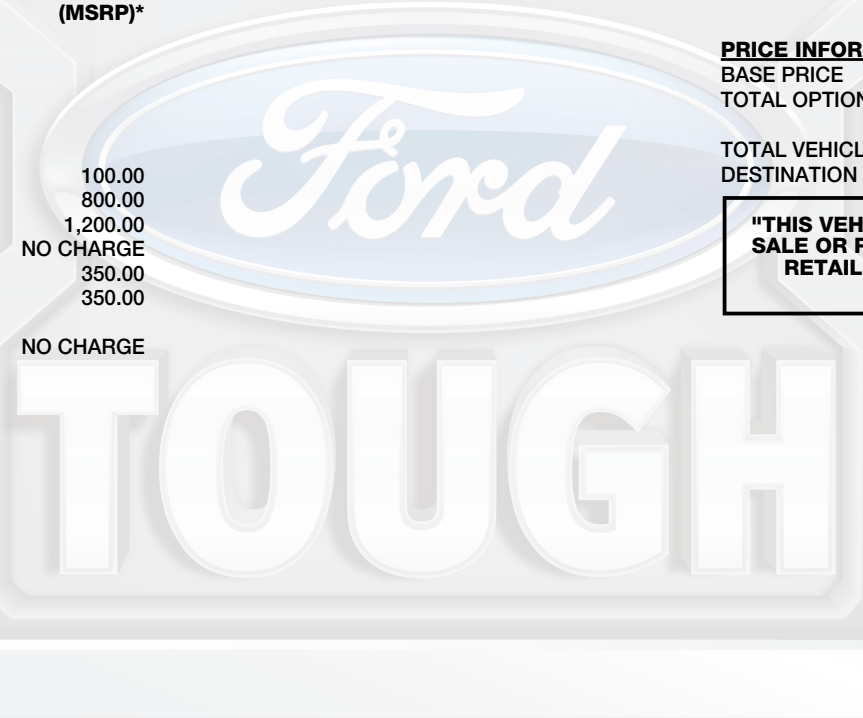 (MSRP)*
100.00
800.00
1,200.00
NO CHARGE
350.00
350.00
NO CHARGE
PRICE INFOR
BASE PRICE
TOTAL OPTION
TOTAL VEHICL
DESTINATION
"THIS VEH
SALE OR F
RETAIL
Ford
TOUGH